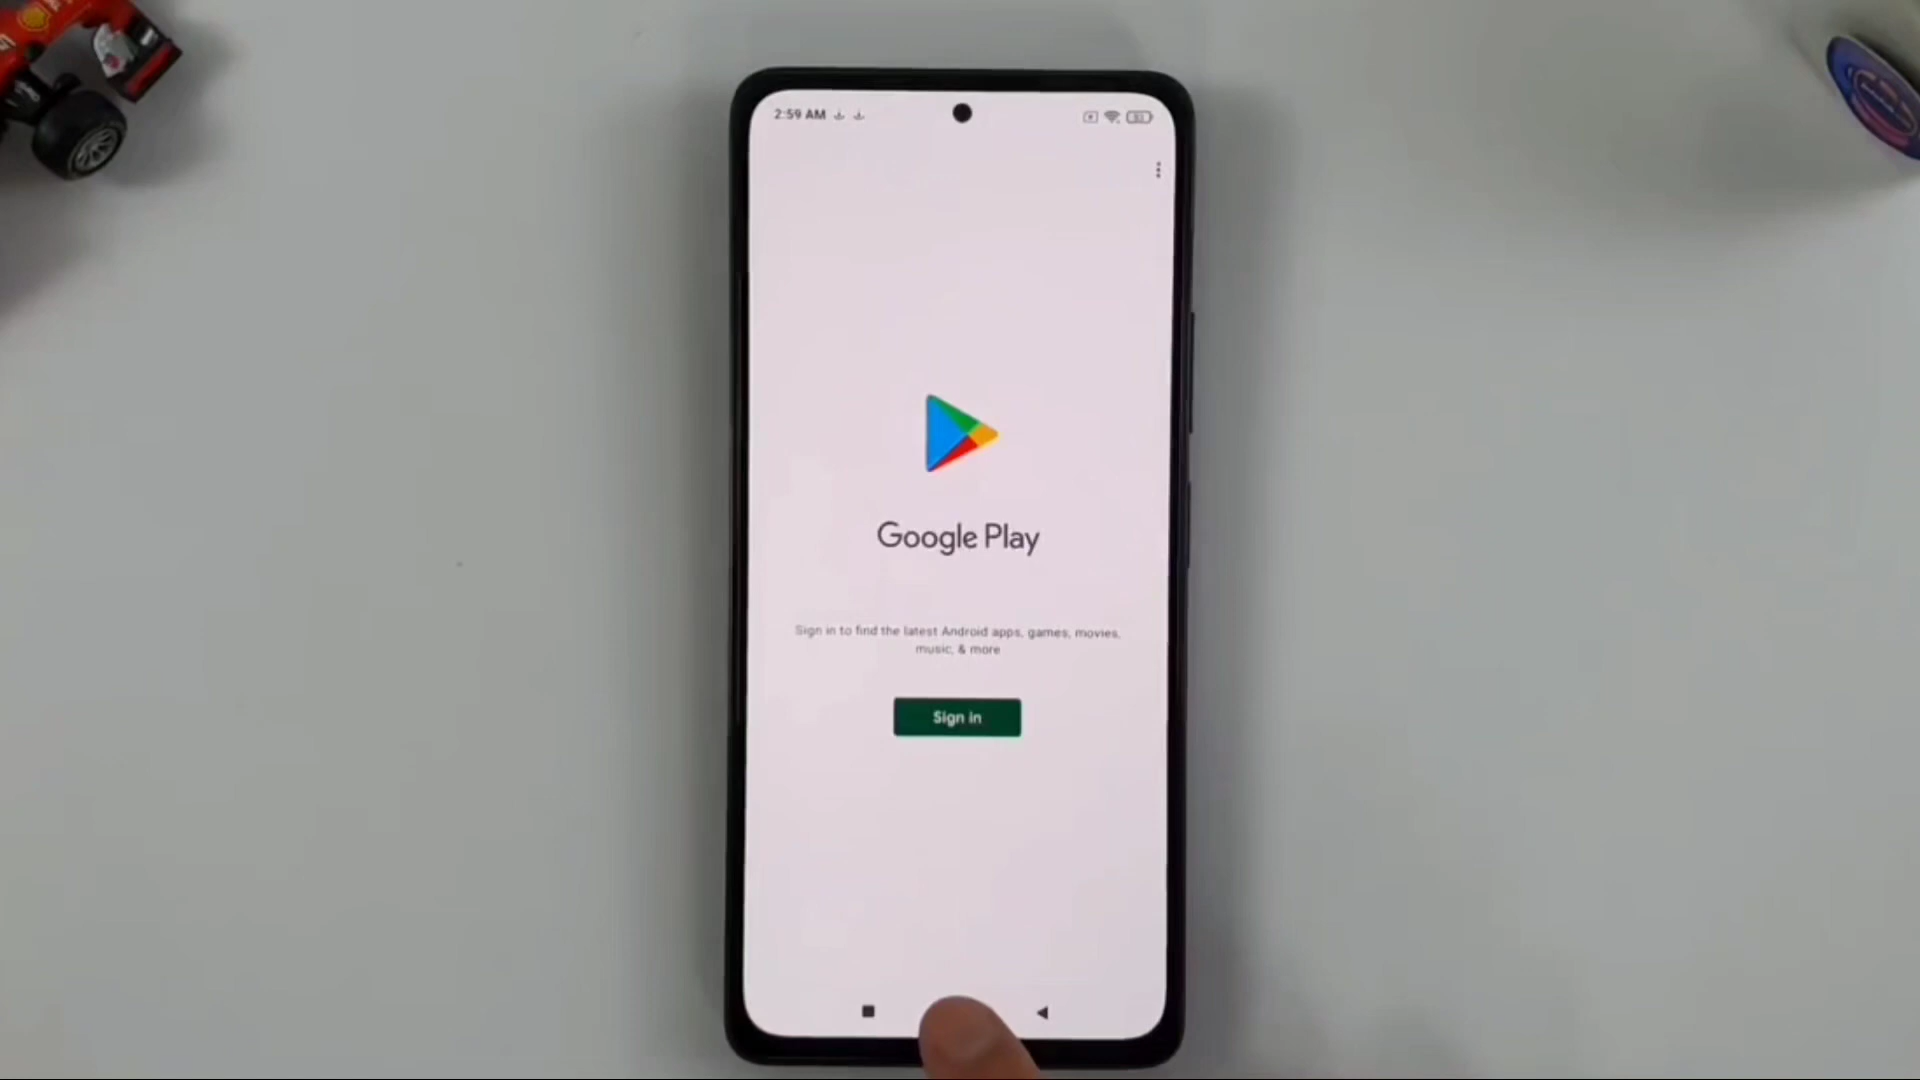 2:59 AM
Google Play
Sign in to find the latest Android apps, games, movies,
music, & more
Sign in